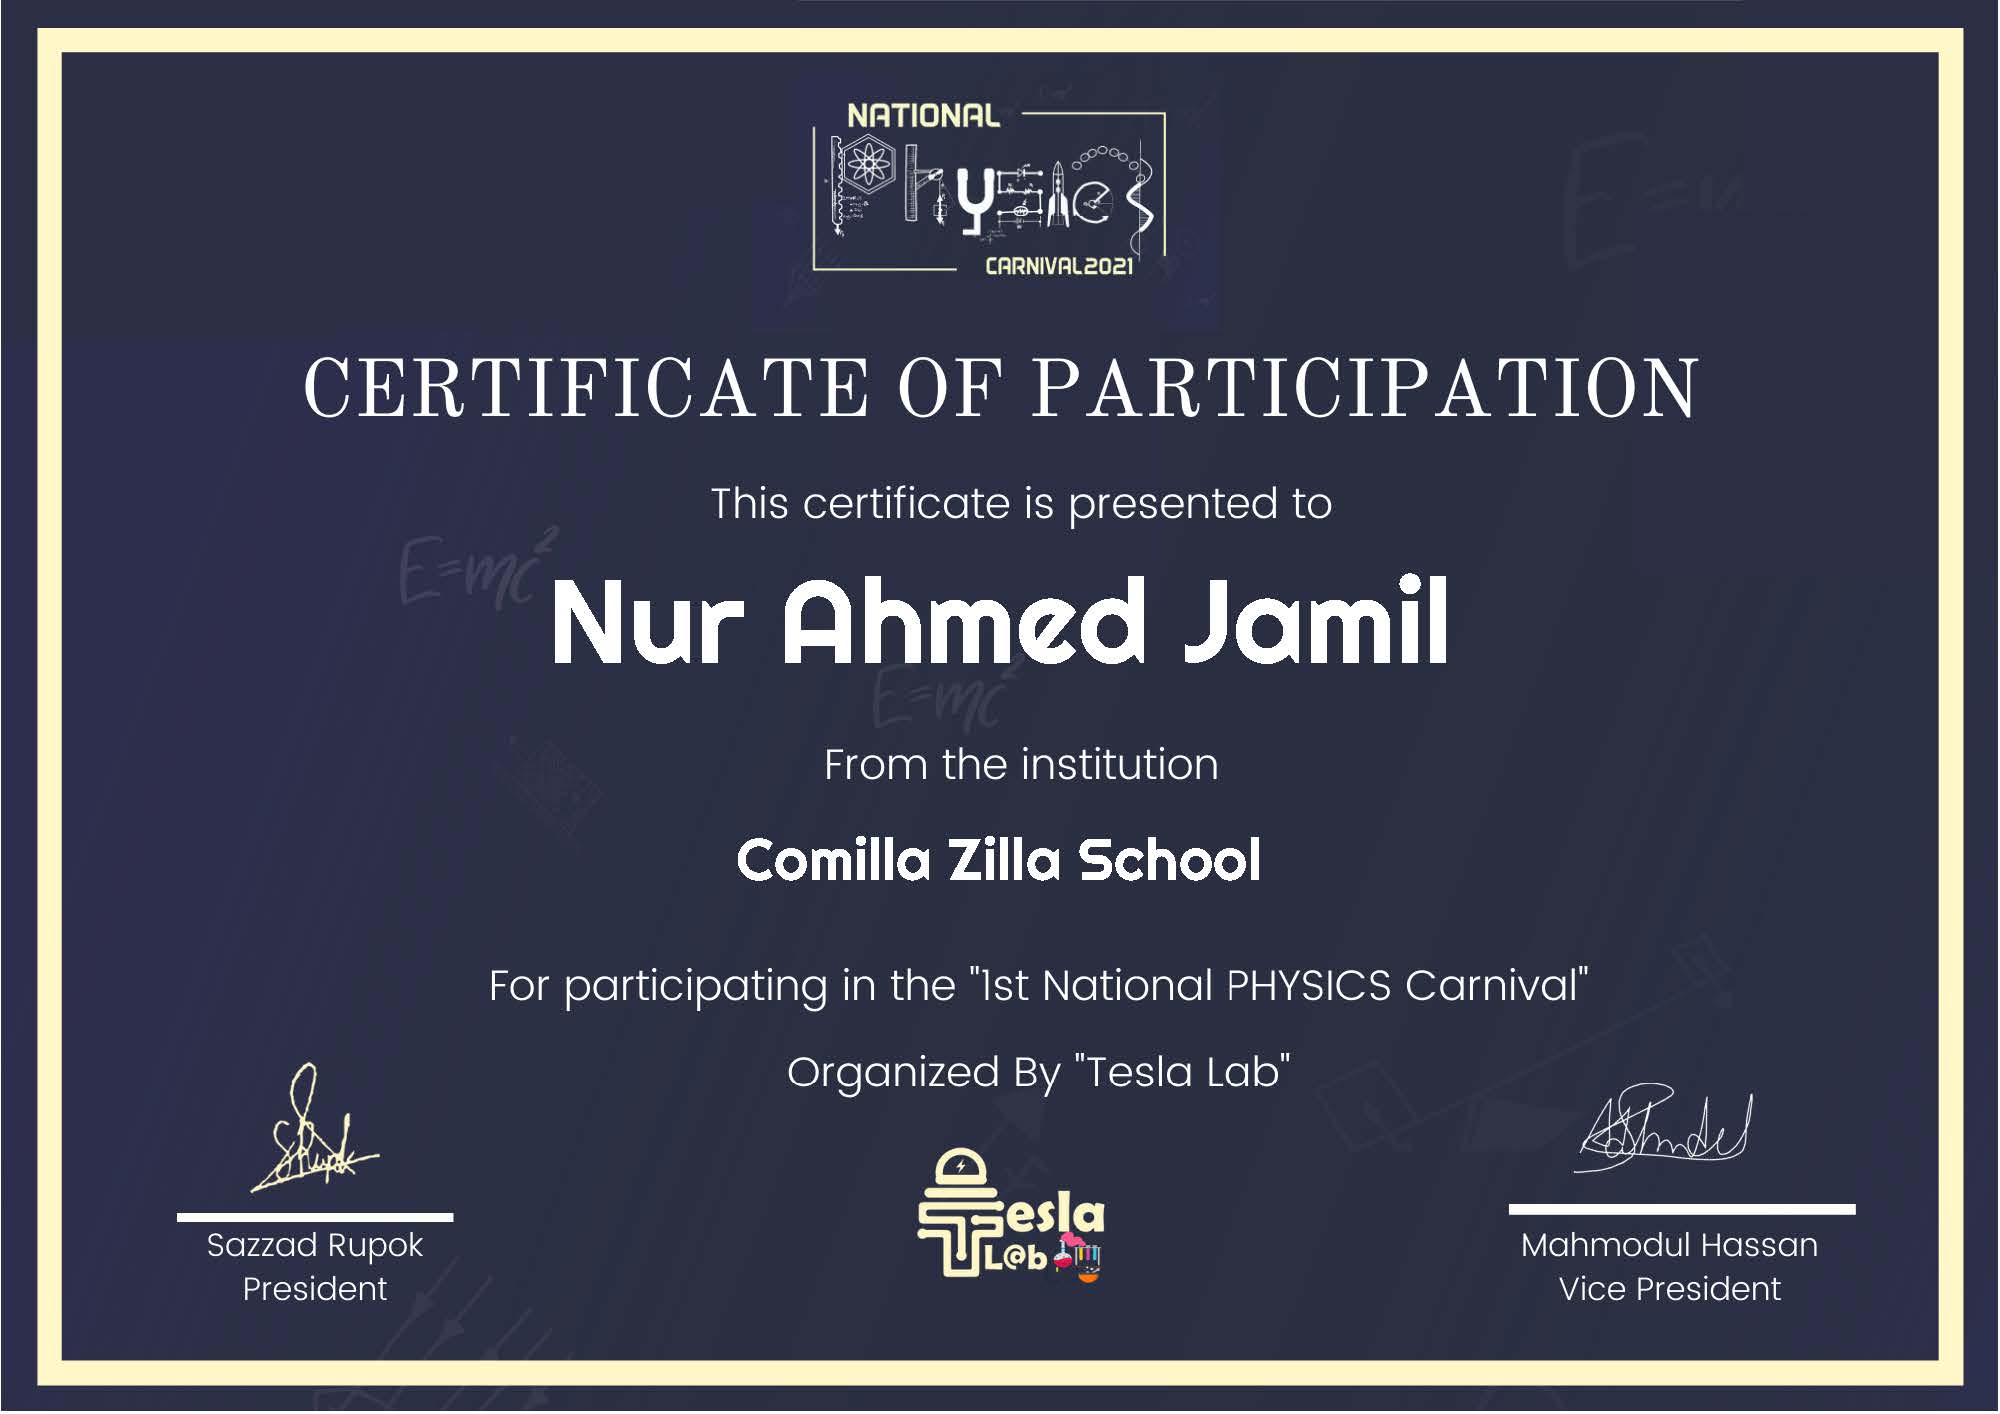 NATIONAL
Physics
CARNIVAL2021
CERTIFICATE OF PARTICIPATION
This certificate is presented to
E=mc²
Nur Ahmed Jamil
E=mc²
From the institution
Comilla Zilla School
For participating in the "1st National PHYSICS Carnival"
Organized By "Tesla Lab"
Tesla
L@b
Sazzad Rupok
President
Mahmodul Hassan
Vice President